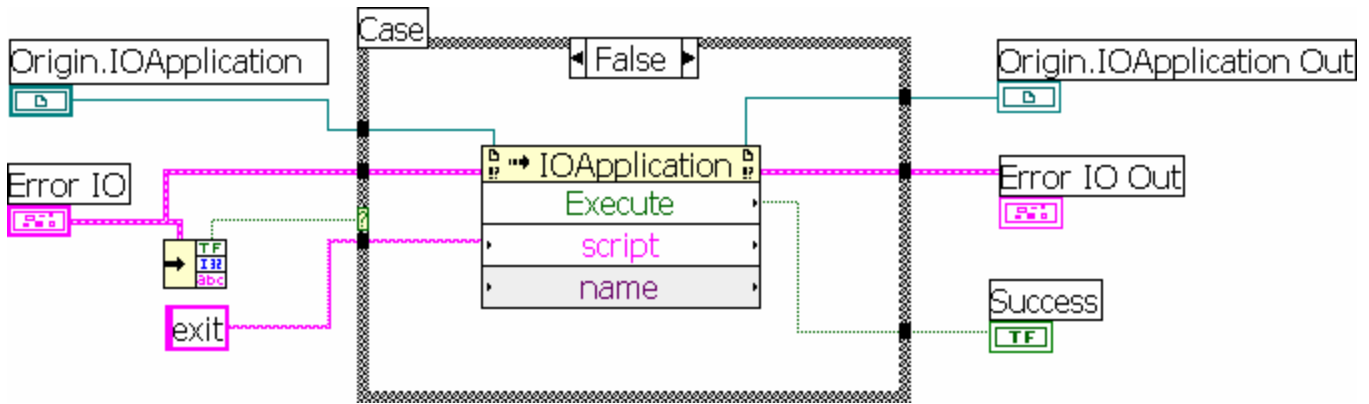 Case
False
Origin.IOApplication
Origin.IOApplication Out
IOApplication
Error IO
Error IO Out
Execute
?
TF
I32
abc
script
name
exit
Success
TF